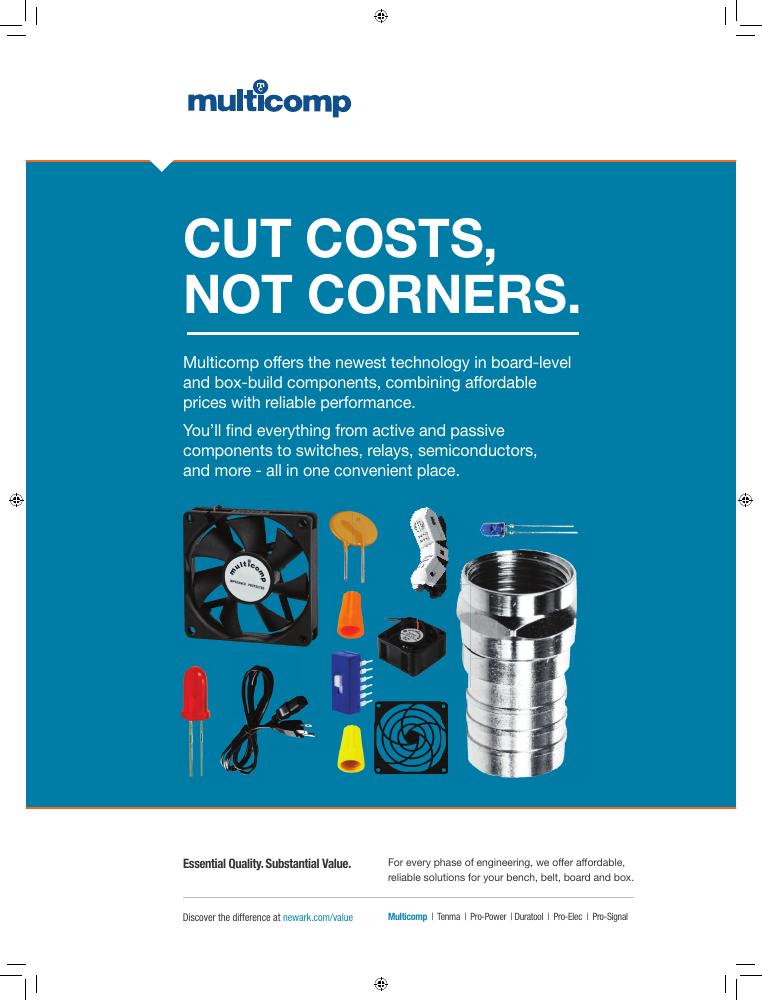 multicomp
CUT COSTS,
NOT CORNERS.
Multicomp offers the newest technology in board-level
and box-build components, combining affordable
prices with reliable performance.
You’ll find everything from active and passive
components to switches, relays, semiconductors,
and more - all in one convenient place.
multicomp
Essential Quality. Substantial Value.
For every phase of engineering, we offer affordable,
reliable solutions for your bench, belt, board and box.
Discover the difference at newark.com/value
Multicomp | Tenma | Pro-Power | Duratool | Pro-Elec | Pro-Signal